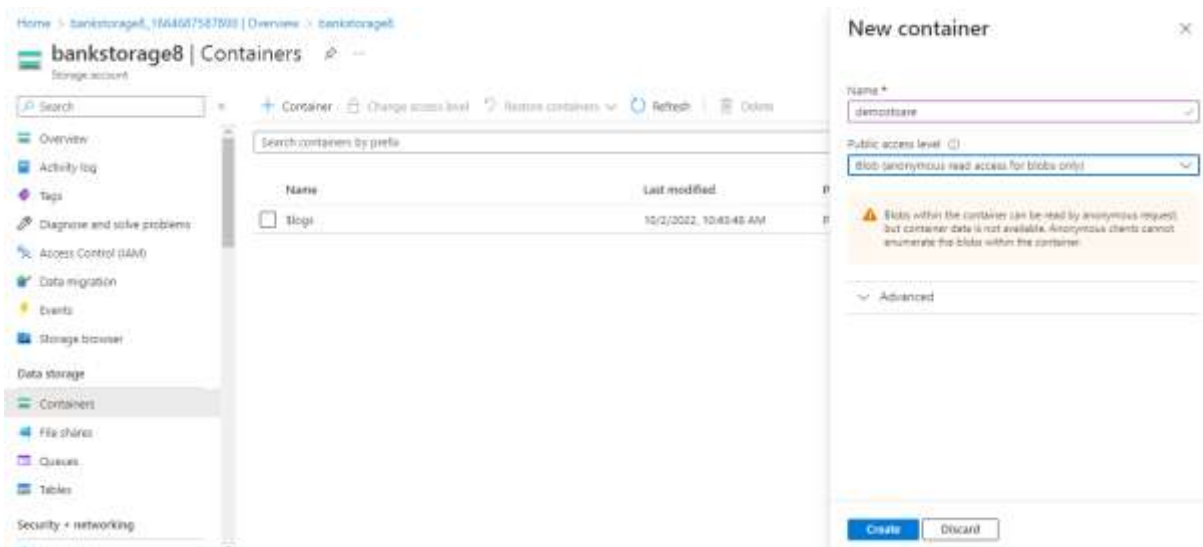 Home > bankstorage8_1664687587800 | Overview > bankstorage8
bankstorage8 | Containers
Storage account
Search
Overview
Activity log
Tags
Diagnose and solve problems
Access Control (IAM)
Data migration
Events
Storage browser
Data storage
Containers
File shares
Queues
Tables
Security + networking
+ Container Change access level Restore containers Refresh Delete
Search containers by prefix
Name Last modified P
$logs 10/2/2022, 10:40:46 AM P
New container
Name *
Public access level
Blob (anonymous read access for blobs only)
Blobs within the container can be read by anonymous request,
but container data is not available. Anonymous clients cannot
enumerate the blobs within the container.
Advanced
Create Discard